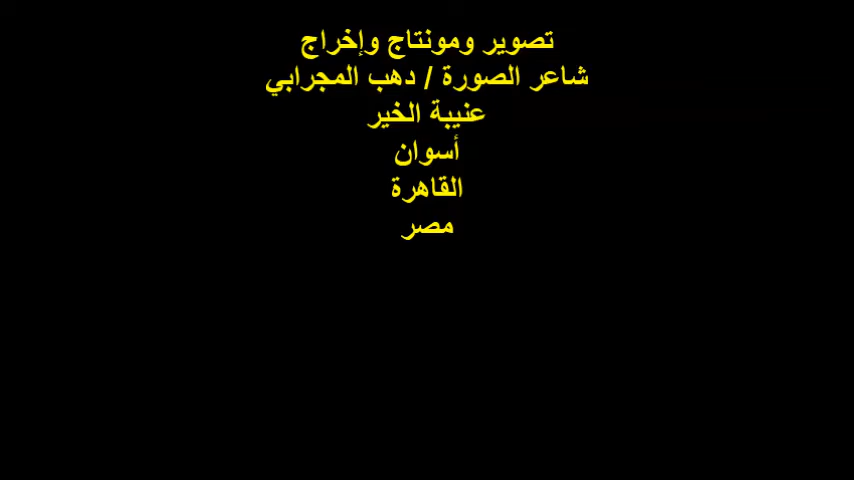 تصوير ومونتاج وإخراج
شاعر الصورة / دهب المجرابي
عنيبة الخير
أسوان
القاهرة
مصر